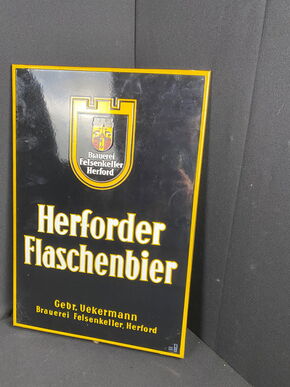 Brauerei
Felsenkeller
Herford
Herforder
Flaschenbier
Gebr. Uekermann
Brauerei Felsenkeller, Herford